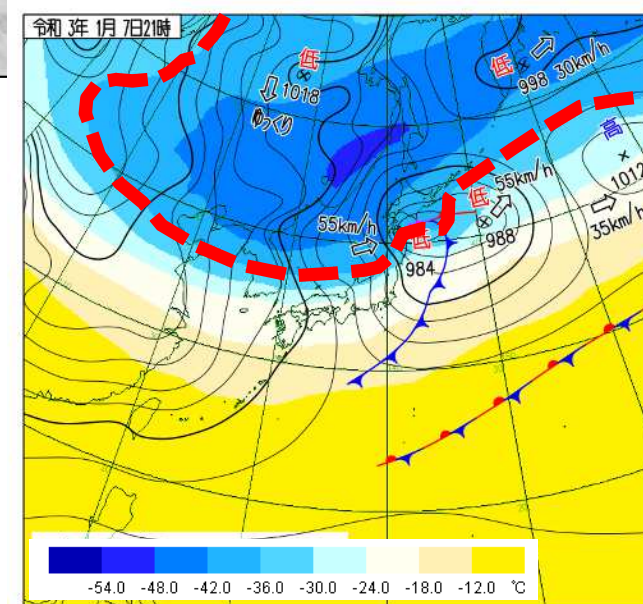 令和 3年 1月 7日21時
低
1018
ゆっくり
低
998 30km/h
高
1012
35km/h
55km/h
低
988
55km/h
低
984
-54.0 -48.0 -42.0 -36.0 -30.0 -24.0 -18.0 -12.0 ℃